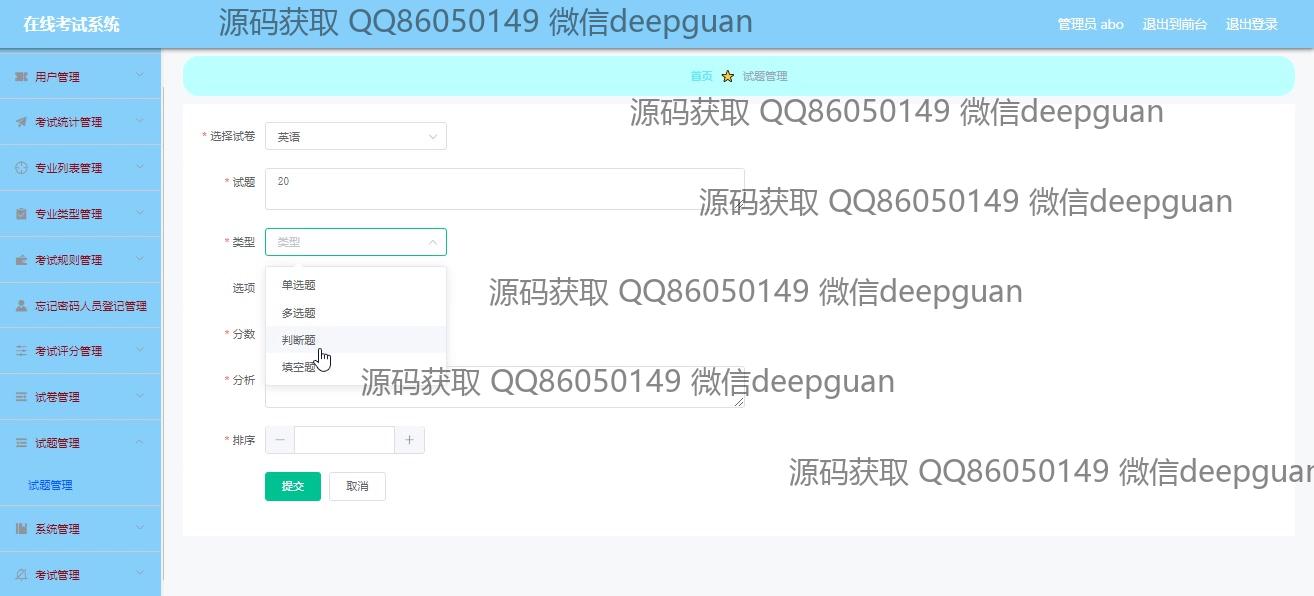 在线考试系统
源码获取 QQ86050149 微信deepguan
管理员 abo 退出到前台 退出登录
用户管理
考试统计管理
专业列表管理
专业类型管理
考试规则管理
忘记密码人员登记管理
考试评分管理
试卷管理
试题管理
试题管理
系统管理
考试管理
首页 试题管理
源码获取 QQ86050149 微信deepguan
* 选择试卷 英语
* 试题 20
源码获取 QQ86050149 微信deepguan
* 类型 类型
选项
单选题
多选题
判断题
填空题
源码获取 QQ86050149 微信deepguan
* 分数
* 分析
源码获取 QQ86050149 微信deepguan
* 排序
源码获取 QQ86050149 微信deepguan
提交 取消